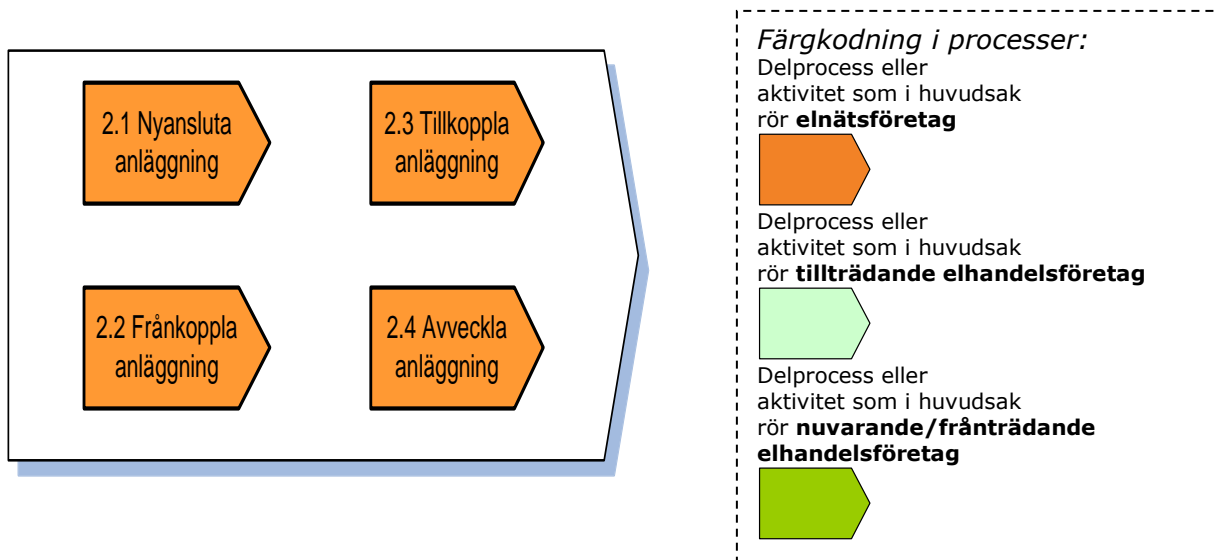 2.1 Nyansluta
anläggning
2.3 Tillkoppla
anläggning
2.2 Frånkoppla
anläggning
2.4 Avveckla
anläggning
Färgkodning i processer:
Delprocess eller
aktivitet som i huvudsak
rör elnätsföretag
Delprocess eller
aktivitet som i huvudsak
rör tillträdande elhandelsföretag
Delprocess eller
aktivitet som i huvudsak
rör nuvarande/frånträdande
elhandelsföretag